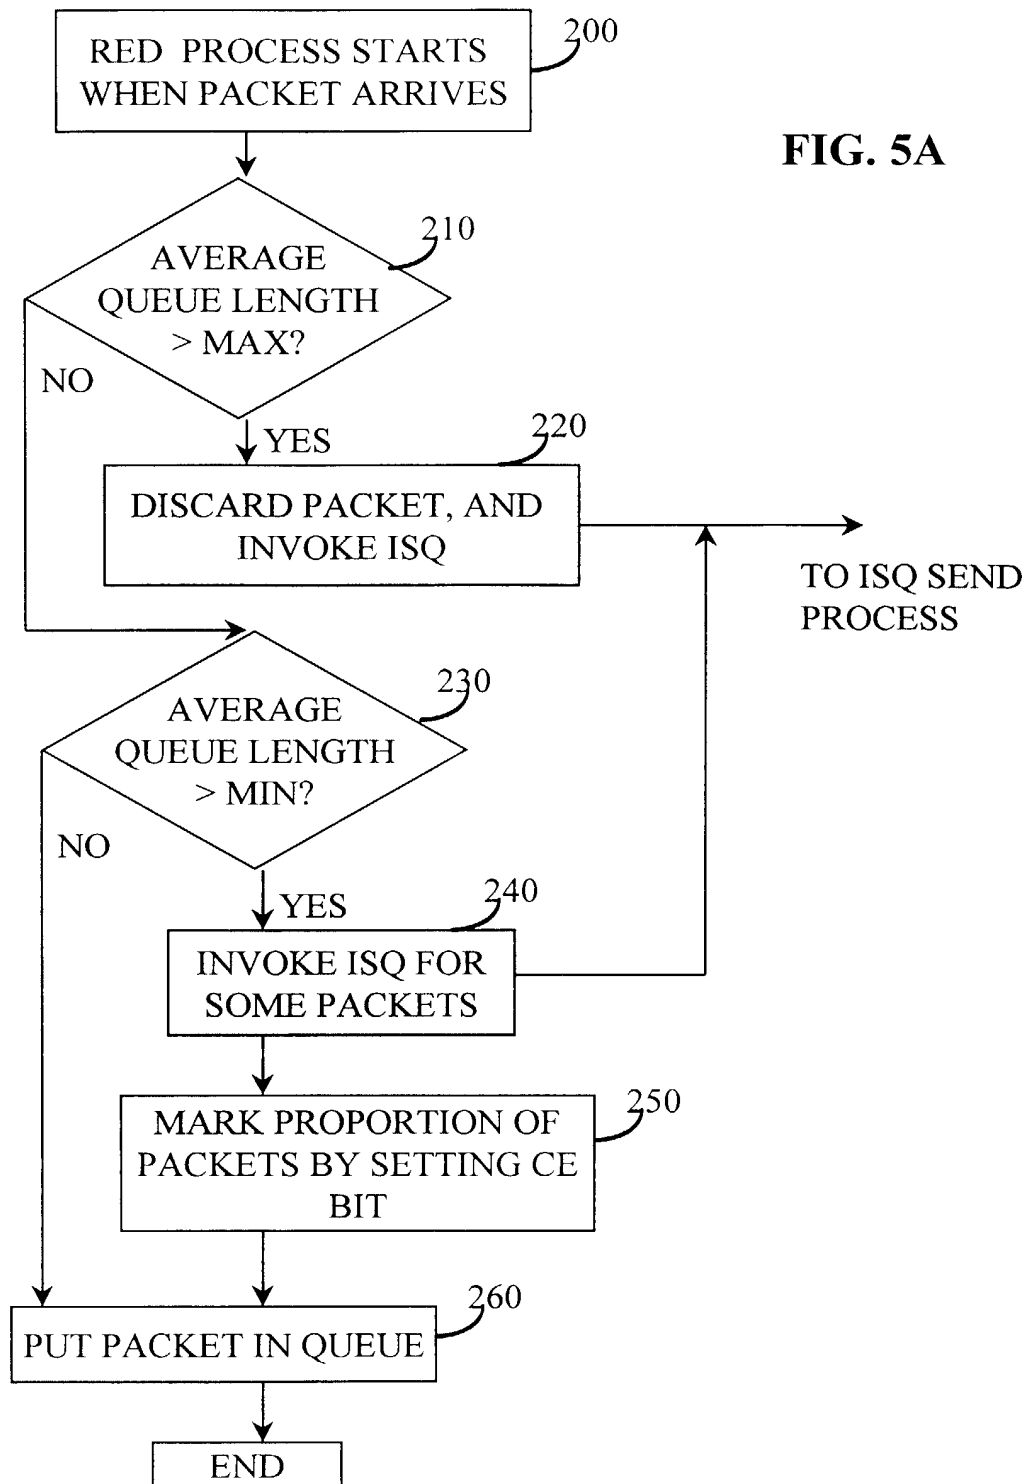 RED PROCESS STARTS
WHEN PACKET ARRIVES
200
FIG. 5A
210
AVERAGE
QUEUE LENGTH
> MAX?
NO
YES
220
DISCARD PACKET, AND
INVOKE ISQ
TO ISQ SEND
PROCESS
230
AVERAGE
QUEUE LENGTH
> MIN?
NO
YES
240
INVOKE ISQ FOR
SOME PACKETS
250
MARK PROPORTION OF
PACKETS BY SETTING CE
BIT
260
PUT PACKET IN QUEUE
END